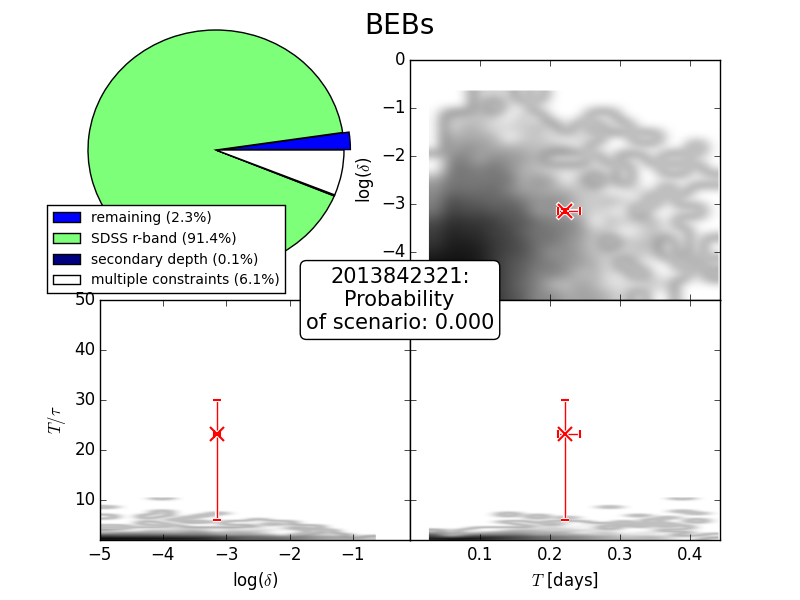 BEBs
remaining (2.3%)
SDSS r-band (91.4%)
secondary depth (0.1%)
multiple constraints (6.1%)
0
−1
−2
−3
−4
log(δ)
2013842321:
Probability
of scenario: 0.000
50
40
30
20
10
T/τ
−5 −4 −3 −2 −1
log(δ)
0.1 0.2 0.3 0.4
T [days]